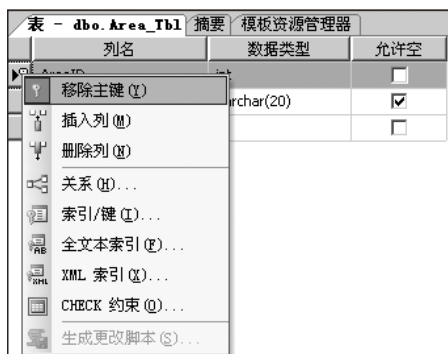 表 - dbo.Area_Tbl 摘要 模板资源管理器
列名 数据类型 允许空
AreaID int
移除主键(Y) rchar(20)
插入列(M)
删除列(N)
关系(H)...
索引/键(I)...
全文本索引(F)...
XML 索引(X)...
CHECK 约束(O)...
生成更改脚本(S)...